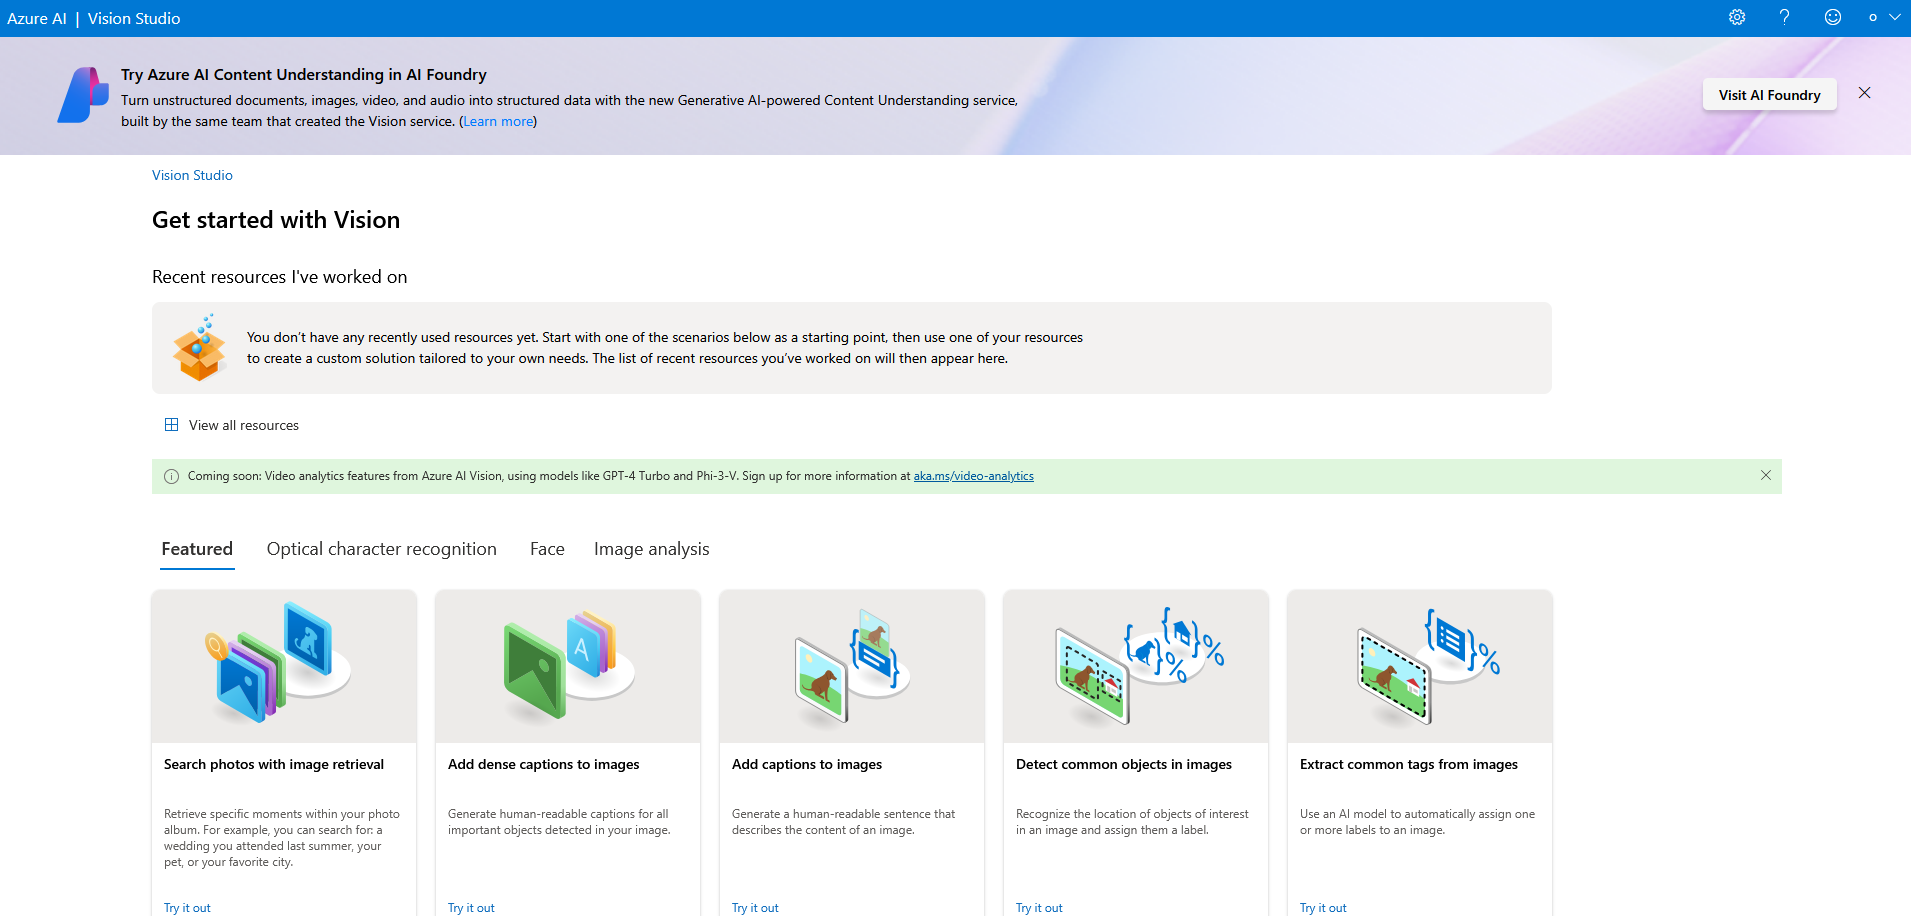 Azure AI | Vision Studio
Try Azure AI Content Understanding in AI Foundry
Turn unstructured documents, images, video, and audio into structured data with the new Generative AI-powered Content Understanding service,
built by the same team that created the Vision service. (Learn more)
Visit AI Foundry
Vision Studio
Get started with Vision
Recent resources I've worked on
You don’t have any recently used resources yet. Start with one of the scenarios below as a starting point, then use one of your resources
to create a custom solution tailored to your own needs. The list of recent resources you’ve worked on will then appear here.
View all resources
Coming soon: Video analytics features from Azure AI Vision, using models like GPT-4 Turbo and Phi-3-V. Sign up for more information at aka.ms/video-analytics
Featured Optical character recognition Face Image analysis
Search photos with image retrieval
Retrieve specific moments within your photo
album. For example, you can search for: a
wedding you attended last summer, your
pet, or your favorite city.
Try it out
A
Add dense captions to images
Generate human-readable captions for all
important objects detected in your image.
Try it out
Add captions to images
Generate a human-readable sentence that
describes the content of an image.
Try it out
{ } % { } %
Detect common objects in images
Recognize the location of objects of interest
in an image and assign them a label.
Try it out
{ } %
Extract common tags from images
Use an AI model to automatically assign one
or more labels to an image.
Try it out